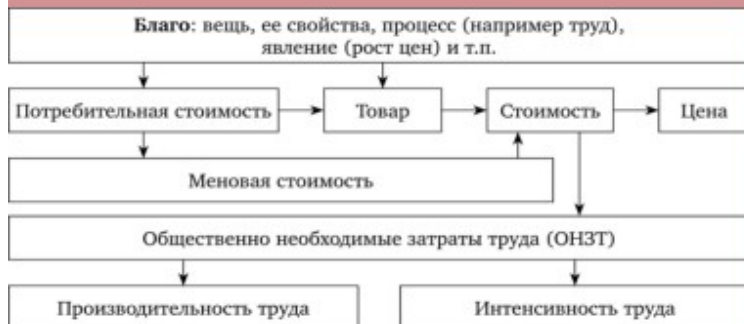 Благо: вещь, ее свойства, процесс (например труд),
явление (рост цен) и т.п.
Потребительная стоимость
Товар
Стоимость
Цена
Меновая стоимость
Общественно необходимые затраты труда (ОНЗТ)
Производительность труда
Интенсивность труда